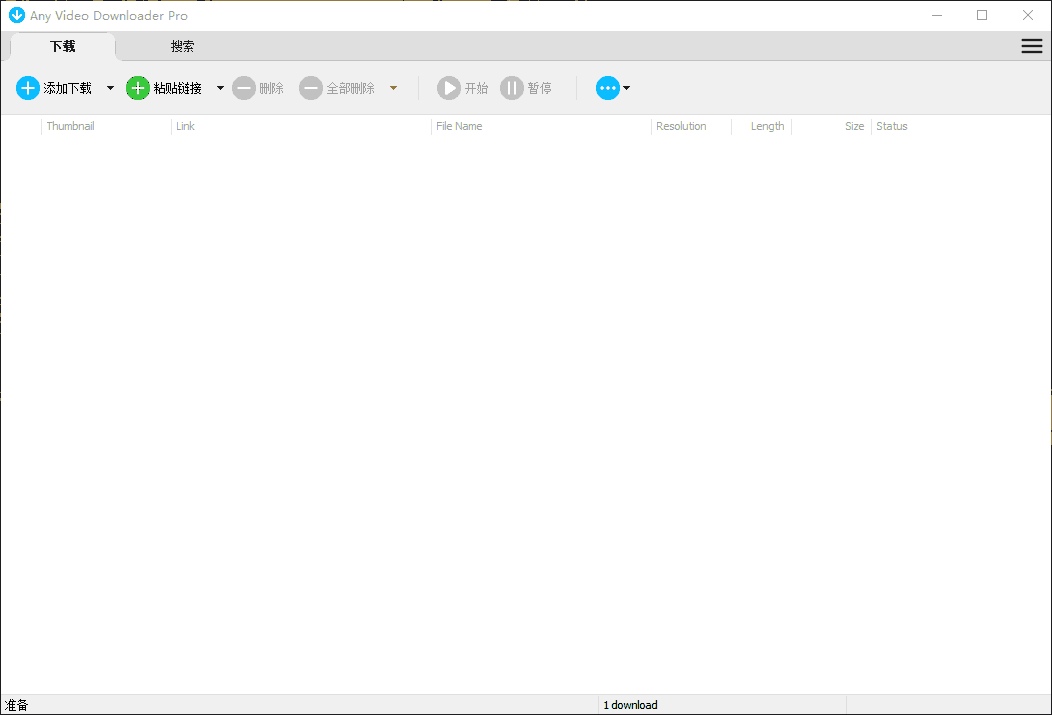 Any Video Downloader Pro
下载 搜索
添加下载 粘贴链接 删除 全部删除 开始 暂停
Thumbnail Link File Name Resolution Length Size Status
准备 1 download